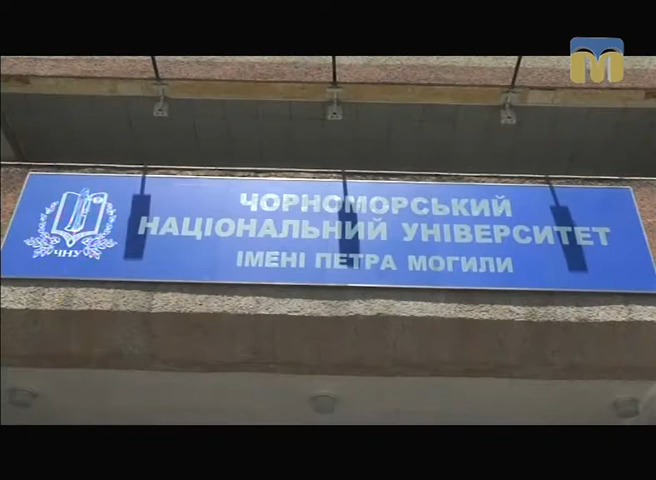 ЧОРНОМОРСЬКИЙ
НАЦІОНАЛЬНИЙ УНІВЕРСИТЕТ
ІМЕНІ ПЕТРА МОГИЛИ
ЧНУ